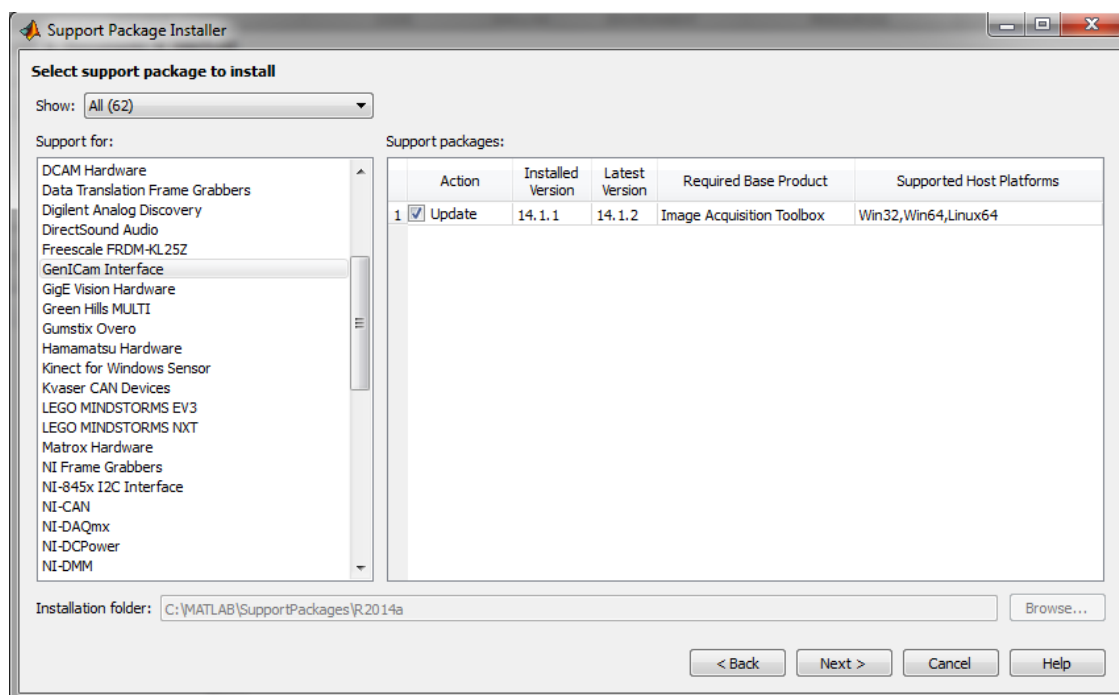 Support Package Installer
Select support package to install
Show: All (62)
Support for:
DCAM Hardware
Data Translation Frame Grabbers
Digilent Analog Discovery
DirectSound Audio
Freescale FRDM-KL25Z
GenICam Interface
GigE Vision Hardware
Green Hills MULTI
Gumstix Overo
Hamamatsu Hardware
Kinect for Windows Sensor
Kvaser CAN Devices
LEGO MINDSTORMS EV3
LEGO MINDSTORMS NXT
Matrox Hardware
NI Frame Grabbers
NI-845x I2C Interface
NI-CAN
NI-DAQmx
NI-DCPower
NI-DMM
Support packages:
Action Installed Version Latest Version Required Base Product Supported Host Platforms
1 Update 14.1.1 14.1.2 Image Acquisition Toolbox Win32,Win64,Linux64
Installation folder: C:\MATLAB\SupportPackages\R2014a Browse...
< Back Next > Cancel Help